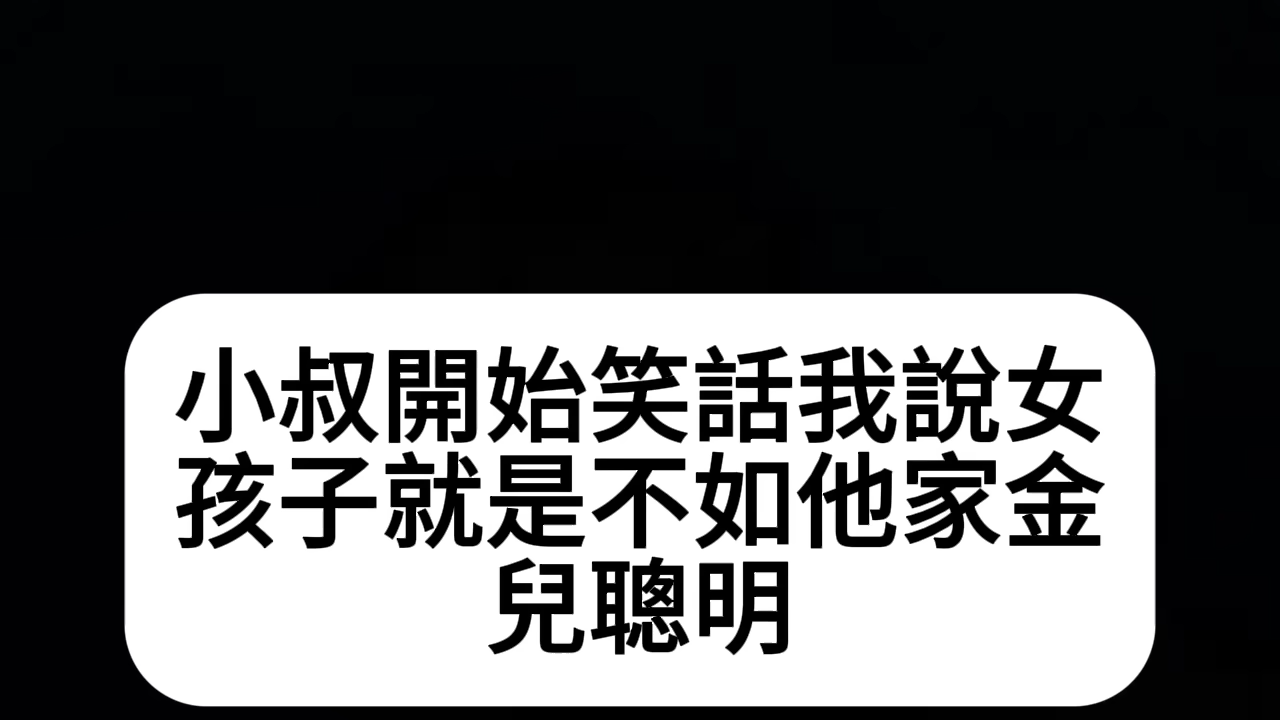 小叔開始笑話我說女
孩子就是不如他家金
兒聰明